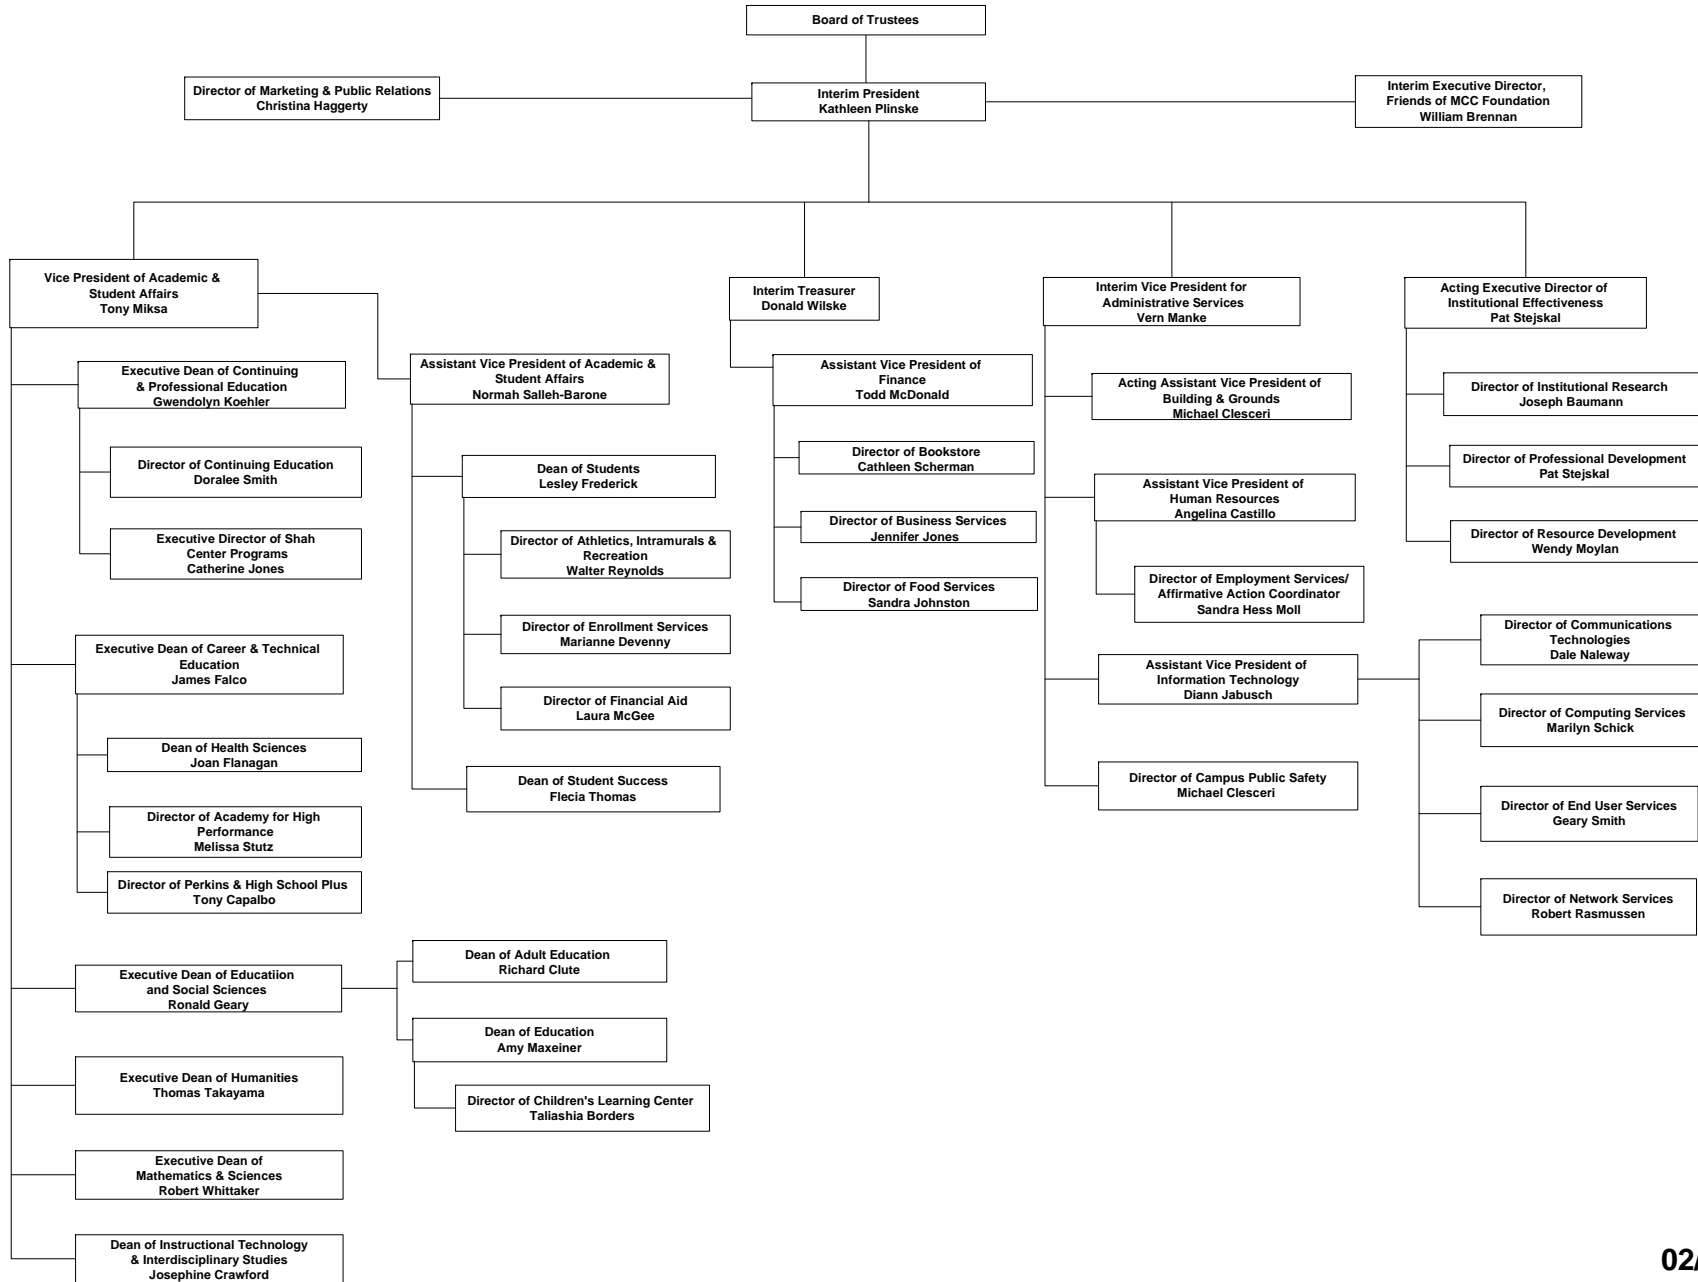 Board of Trustees
Director of Marketing & Public Relations
Christina Haggerty
Interim President
Kathleen Plinske
Interim Executive Director,
Friends of MCC Foundation
William Brennan
Vice President of Academic &
Student Affairs
Tony Miksa
Executive Dean of Continuing
& Professional Education
Gwendolyn Koehler
Director of Continuing Education
Doralee Smith
Executive Director of Shah
Center Programs
Catherine Jones
Executive Dean of Career & Technical
Education
James Falco
Dean of Health Sciences
Joan Flanagan
Director of Academy for High
Performance
Melissa Stutz
Director of Perkins & High School Plus
Tony Capalbo
Executive Dean of Educatiion
and Social Sciences
Ronald Geary
Dean of Adult Education
Richard Clute
Dean of Education
Amy Maxeiner
Director of Children's Learning Center
Taliashia Borders
Executive Dean of Humanities
Thomas Takayama
Executive Dean of
Mathematics & Sciences
Robert Whittaker
Dean of Instructional Technology
& Interdisciplinary Studies
Josephine Crawford
Assistant Vice President of Academic &
Student Affairs
Normah Salleh-Barone
Dean of Students
Lesley Frederick
Director of Athletics, Intramurals &
Recreation
Walter Reynolds
Director of Enrollment Services
Marianne Devenny
Director of Financial Aid
Laura McGee
Dean of Student Success
Flecia Thomas
Interim Treasurer
Donald Wilske
Assistant Vice President of
Finance
Todd McDonald
Director of Bookstore
Cathleen Scherman
Director of Business Services
Jennifer Jones
Director of Food Services
Sandra Johnston
Interim Vice President for
Administrative Services
Vern Manke
Acting Assistant Vice President of
Building & Grounds
Michael Clesceri
Assistant Vice President of
Human Resources
Angelina Castillo
Director of Employment Services/
Affirmative Action Coordinator
Sandra Hess Moll
Assistant Vice President of
Information Technology
Diann Jabusch
Director of Communications
Technologies
Dale Naleway
Director of Computing Services
Marilyn Schick
Director of End User Services
Geary Smith
Director of Network Services
Robert Rasmussen
Director of Campus Public Safety
Michael Clesceri
Acting Executive Director of
Institutional Effectiveness
Pat Stejskal
Director of Institutional Research
Joseph Baumann
Director of Professional Development
Pat Stejskal
Director of Resource Development
Wendy Moylan
02/